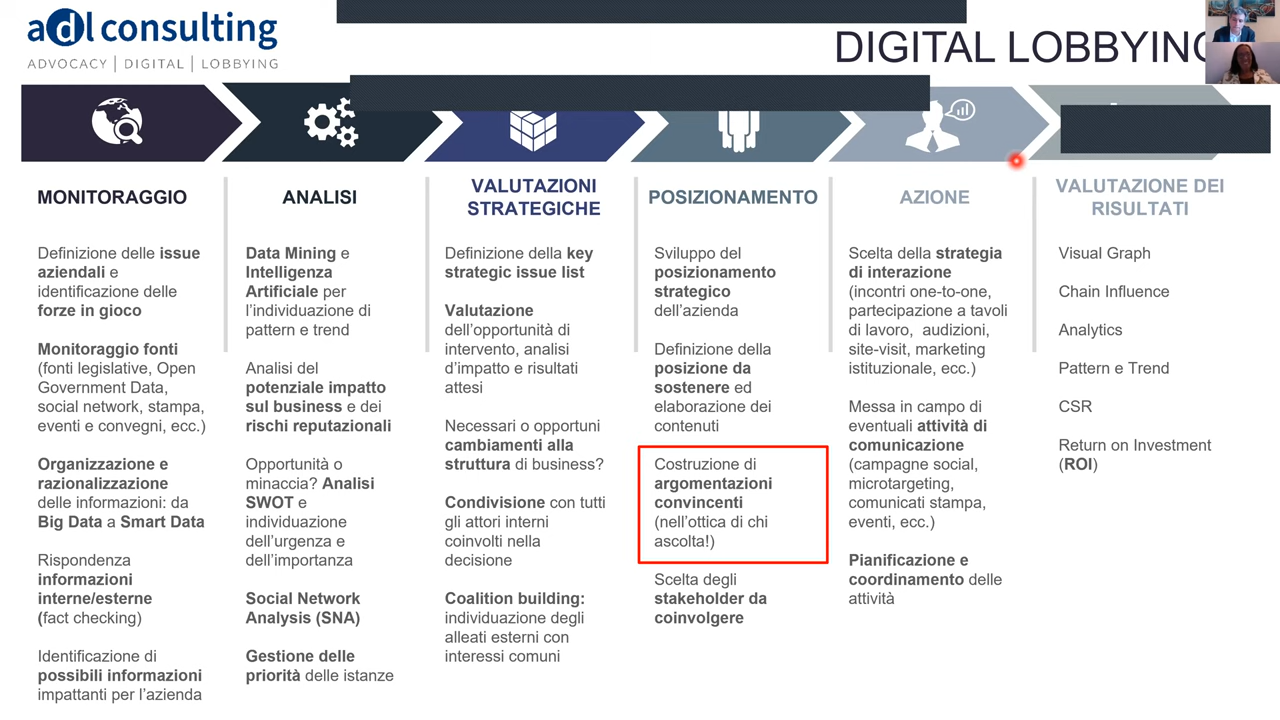 adl consulting
ADVOCACY | DIGITAL | LOBBYING
DIGITAL LOBBYING
MONITORAGGIO
Definizione delle issue
aziendali e
identificazione delle
forze in gioco
Monitoraggio fonti
(fonti legislative, Open
Government Data,
social network, stampa,
eventi e convegni, ecc.)
Organizzazione e
razionalizzazione
delle informazioni: da
Big Data a Smart Data
Rispondenza
informazioni
interne/esterne
(fact checking)
Identificazione di
possibili informazioni
impattanti per l’azienda
ANALISI
Data Mining e
Intelligenza
Artificiale per
l’individuazione di
pattern e trend
Analisi del
potenziale impatto
sul business e dei
rischi reputazionali
Opportunità o
minaccia? Analisi
SWOT e
individuazione
dell’urgenza e
dell’importanza
Social Network
Analysis (SNA)
Gestione delle
priorità delle istanze
VALUTAZIONI
STRATEGICHE
Definizione della key
strategic issue list
Valutazione
dell’opportunità di
intervento, analisi
d’impatto e risultati
attesi
Necessari o opportuni
cambiamenti alla
struttura di business?
Condivisione con tutti
gli attori interni
coinvolti nella
decisione
Coalition building:
individuazione degli
alleati esterni con
interessi comuni
POSIZIONAMENTO
Sviluppo del
posizionamento
strategico
dell’azienda
Definizione della
posizione da
sostenere ed
elaborazione dei
contenuti
Costruzione di
argomentazioni
convincenti
(nell’ottica di chi
ascolta!)
Scelta degli
stakeholder da
coinvolgere
AZIONE
Scelta della strategia
di interazione
(incontri one-to-one,
partecipazione a tavoli
di lavoro, audizioni,
site-visit, marketing
istituzionale, ecc.)
Messa in campo di
eventuali attività di
comunicazione
(campagne social,
microtargeting,
comunicati stampa,
eventi, ecc.)
Pianificazione e
coordinamento delle
attività
VALUTAZIONE DEI
RISULTATI
Visual Graph
Chain Influence
Analytics
Pattern e Trend
CSR
Return on Investment
(ROI)